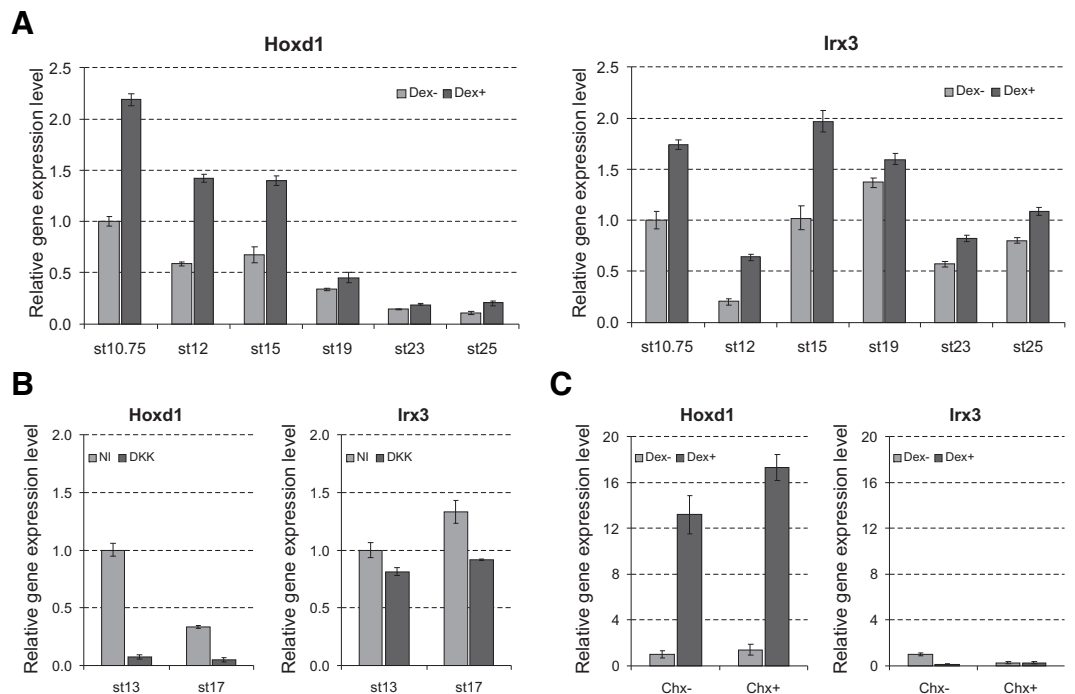 A
Hoxd1
Relative gene expression level
2.5
2.0
1.5
1.0
0.5
0.0
Dex- Dex+
st10.75 st12 st15 st19 st23 st25
Irx3
Relative gene expression level
2.5
2.0
1.5
1.0
0.5
0.0
Dex- Dex+
st10.75 st12 st15 st19 st23 st25
B
Hoxd1
Relative gene expression level
2.0
1.5
1.0
0.5
0.0
NI DKK
st13 st17
Irx3
Relative gene expression level
2.0
1.5
1.0
0.5
0.0
NI DKK
st13 st17
C
Hoxd1
Relative gene expression level
20
16
12
8
4
0
Dex- Dex+
Chx- Chx+
Irx3
Relative gene expression level
20
16
12
8
4
0
Dex- Dex+
Chx- Chx+